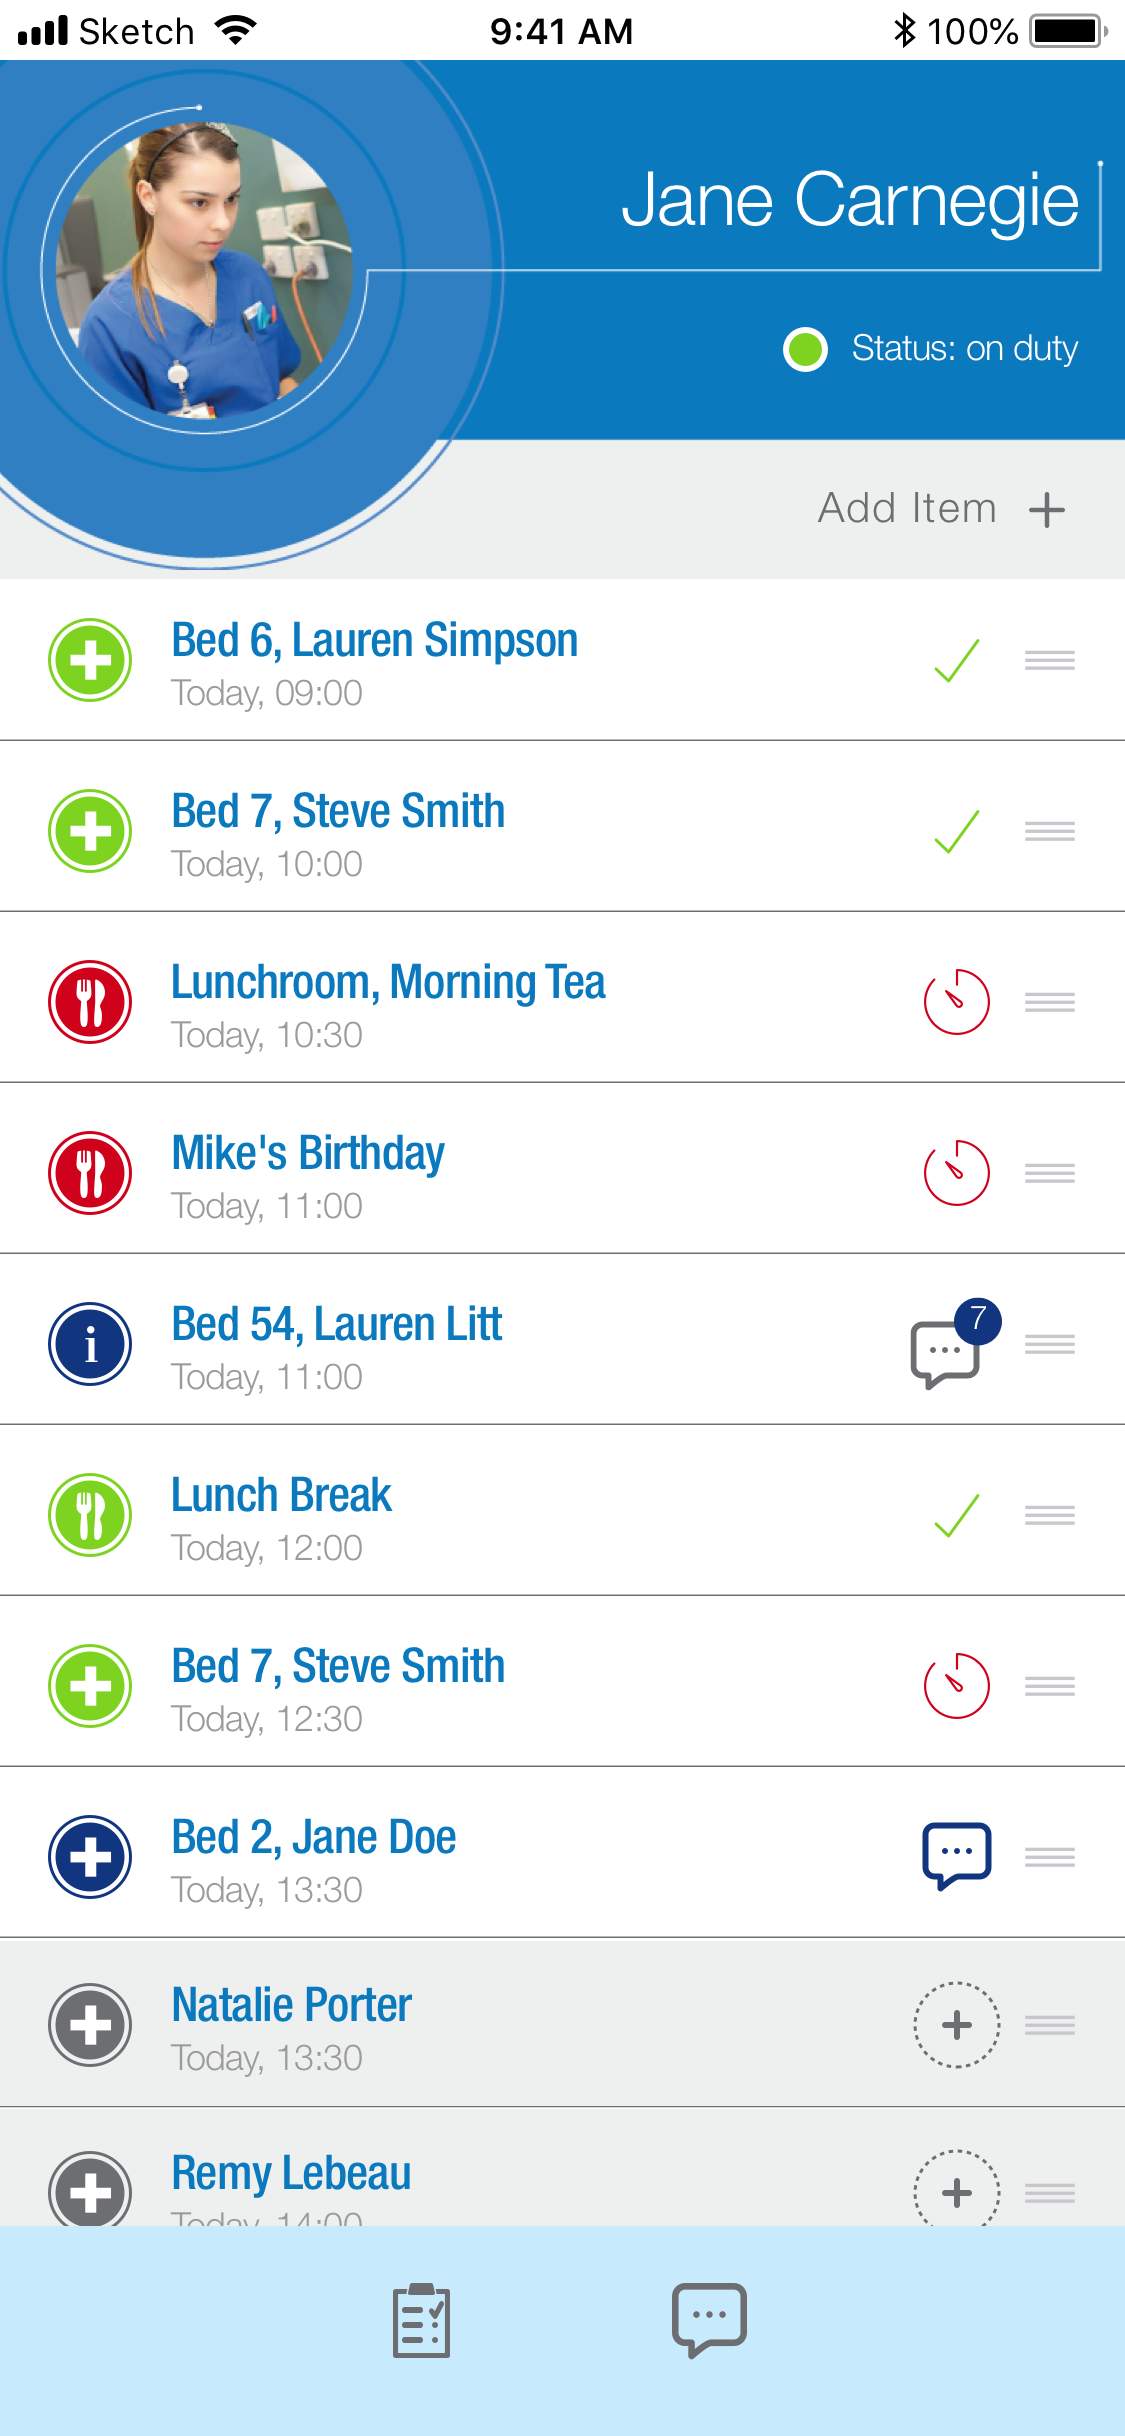 Sketch 9:41 AM 100%
Jane Carnegie
Status: on duty
Add Item
Bed 6, Lauren Simpson
Today, 09:00
Bed 7, Steve Smith
Today, 10:00
Lunchroom, Morning Tea
Today, 10:30
Mike's Birthday
Today, 11:00
Bed 54, Lauren Litt
7
Today, 11:00
Lunch Break
Today, 12:00
Bed 7, Steve Smith
Today, 12:30
Bed 2, Jane Doe
Today, 13:30
Natalie Porter
Today, 13:30
Remy Lebeau
Today, 14:00